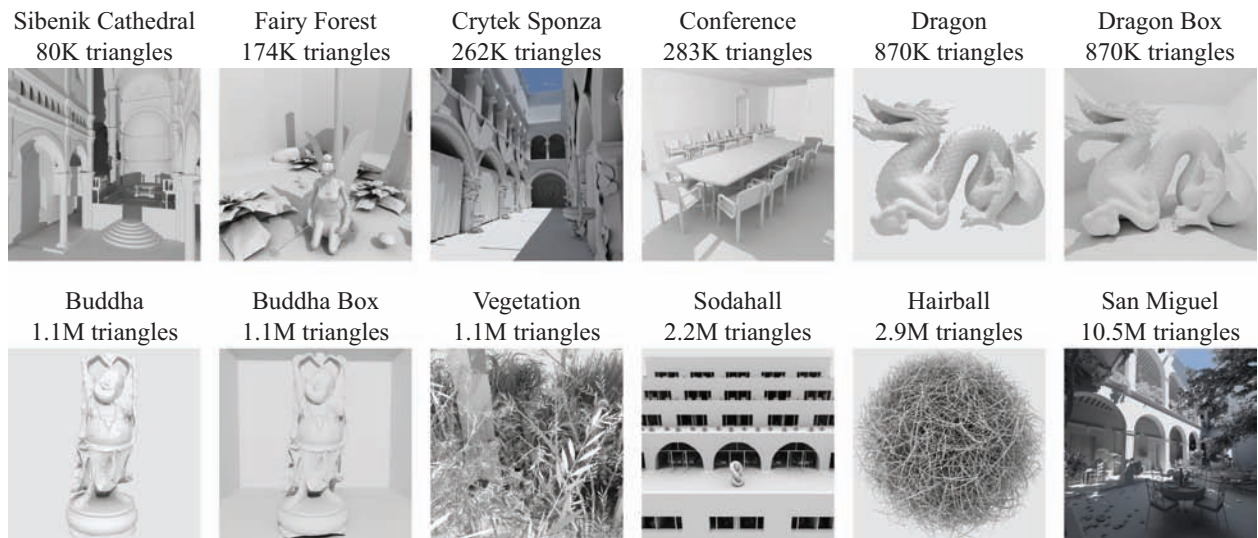 Sibenik Cathedral
80K triangles
Fairy Forest
174K triangles
Crytek Sponza
262K triangles
Conference
283K triangles
Dragon
870K triangles
Dragon Box
870K triangles
Buddha
1.1M triangles
Buddha Box
1.1M triangles
Vegetation
1.1M triangles
Sodahall
2.2M triangles
Hairball
2.9M triangles
San Miguel
10.5M triangles